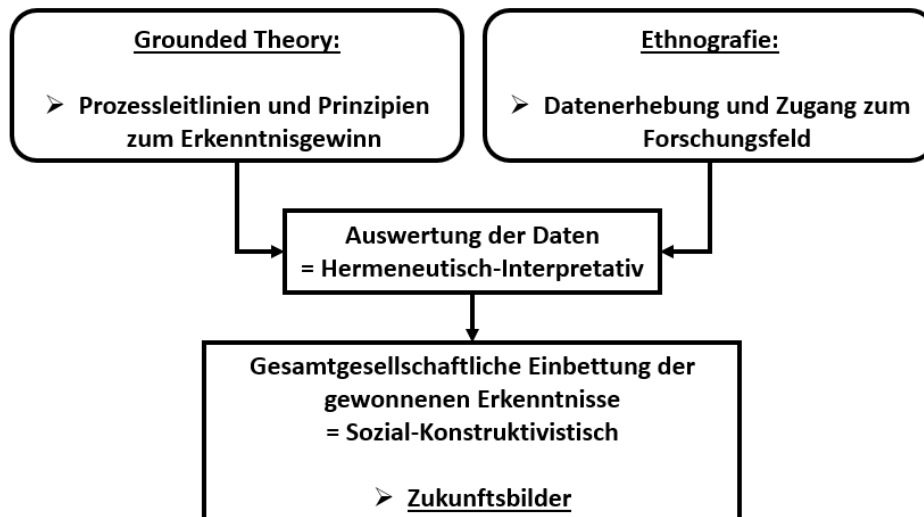 Grounded Theory:
➢ Prozessleitlinien und Prinzipien
zum Erkenntnisgewinn
Ethnografie:
➢ Datenerhebung und Zugang zum
Forschungsfeld
Auswertung der Daten
= Hermeneutisch-Interpretativ
Gesamtgesellschaftliche Einbettung der
gewonnenen Erkenntnisse
= Sozial-Konstruktivistisch
➢ Zukunftsbilder